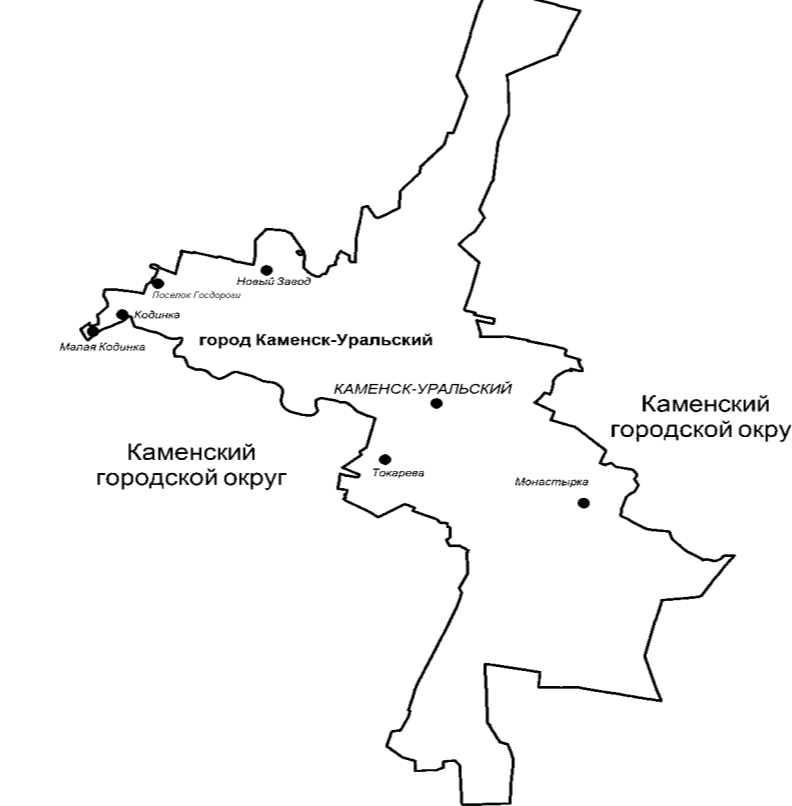 Новый Завод
Поселок Госдороги
Кодинка
Малая Кодинка
город Каменск-Уральский
КАМЕНСК-УРАЛЬСКИЙ
Каменский
городской окру
Каменский
городской округ
Токарева
Монастырка